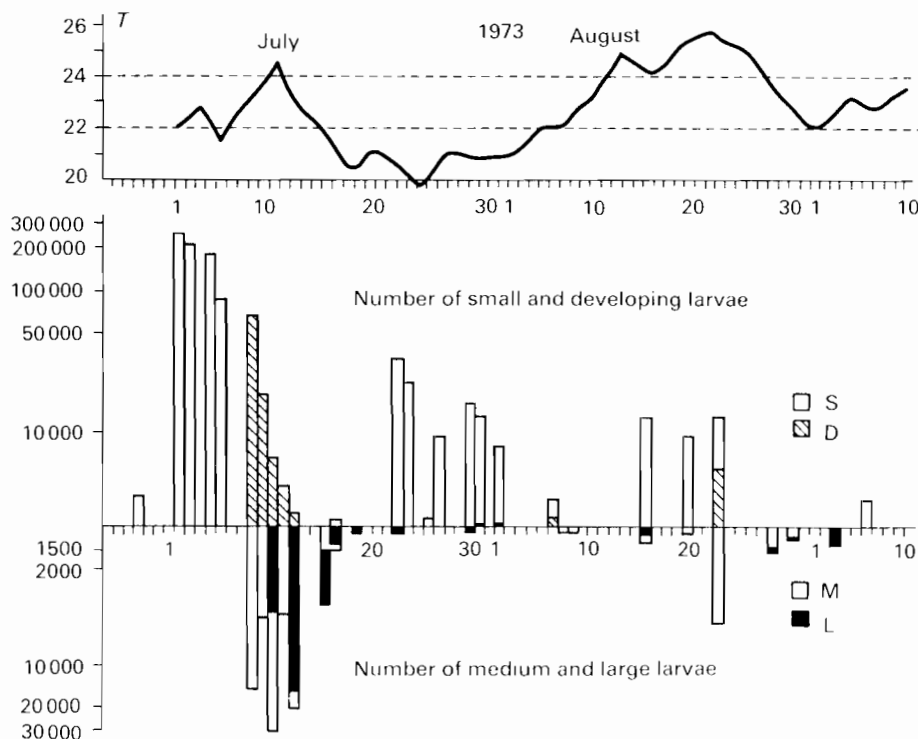 26
T
July
1973
August
24
22
20
1 10 20 30 1 10 20 30 1 10
300 000
200 000
100 000
50 000
10 000
Number of small and developing larvae
S
D
1 20 30 1 10 20 1 10
1500
2000
M
L
10 000
20 000
30 000
Number of medium and large larvae